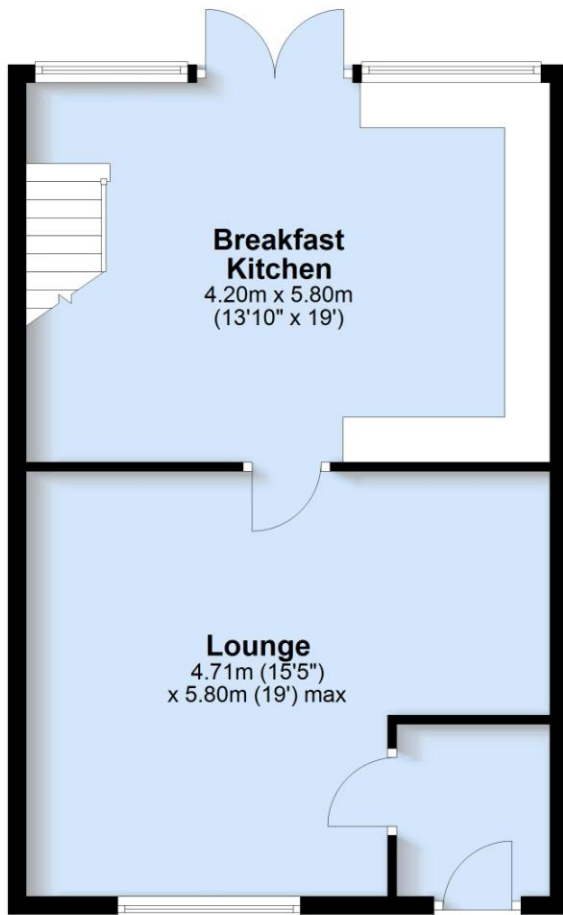 Breakfast
Kitchen
4.20m x 5.80m
(13'10" x 19')
Lounge
4.71m (15'5")
x 5.80m (19') max